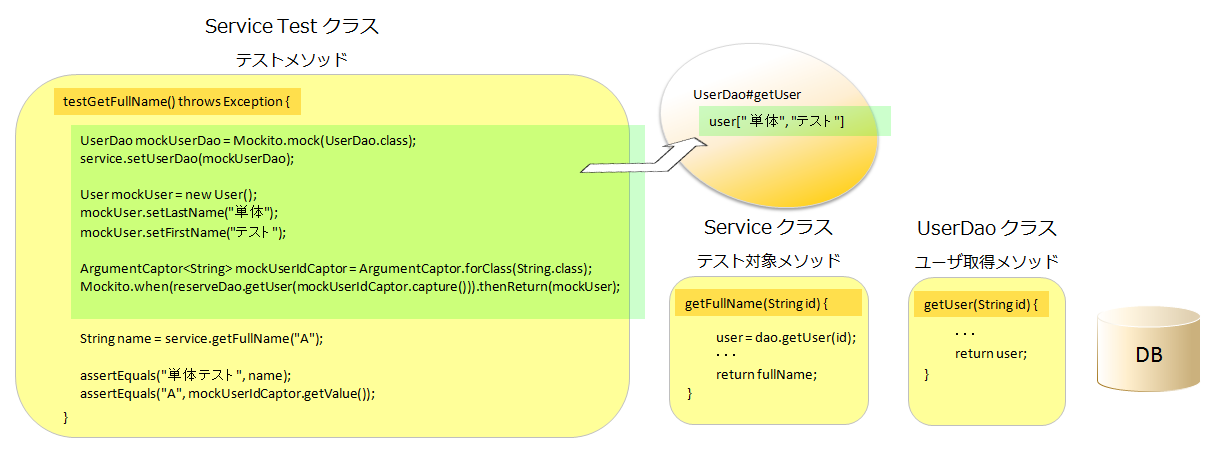 Service Test クラス
テストメソッド
testGetFullName() throws Exception {
UserDao mockUserDao = Mockito.mock(UserDao.class);
service.setUserDao(mockUserDao);
User mockUser = new User();
mockUser.setLastName("単体");
mockUser.setFirstName("テスト");
ArgumentCaptor<String> mockUserIdCaptor = ArgumentCaptor.forClass(String.class);
Mockito.when(reserveDao.getUser(mockUserIdCaptor.capture())).thenReturn(mockUser);
String name = service.getFullName("A");
assertEquals("単体テスト", name);
assertEquals("A", mockUserIdCaptor.getValue());
}
UserDao#getUser
user["単体", "テスト"]
Service クラス
テスト対象メソッド
getFullName(String id) {
user = dao.getUser(id);
・・・
return fullName;
}
UserDao クラス
ユーザ取得メソッド
getUser(String id) {
・・・
return user;
}
DB